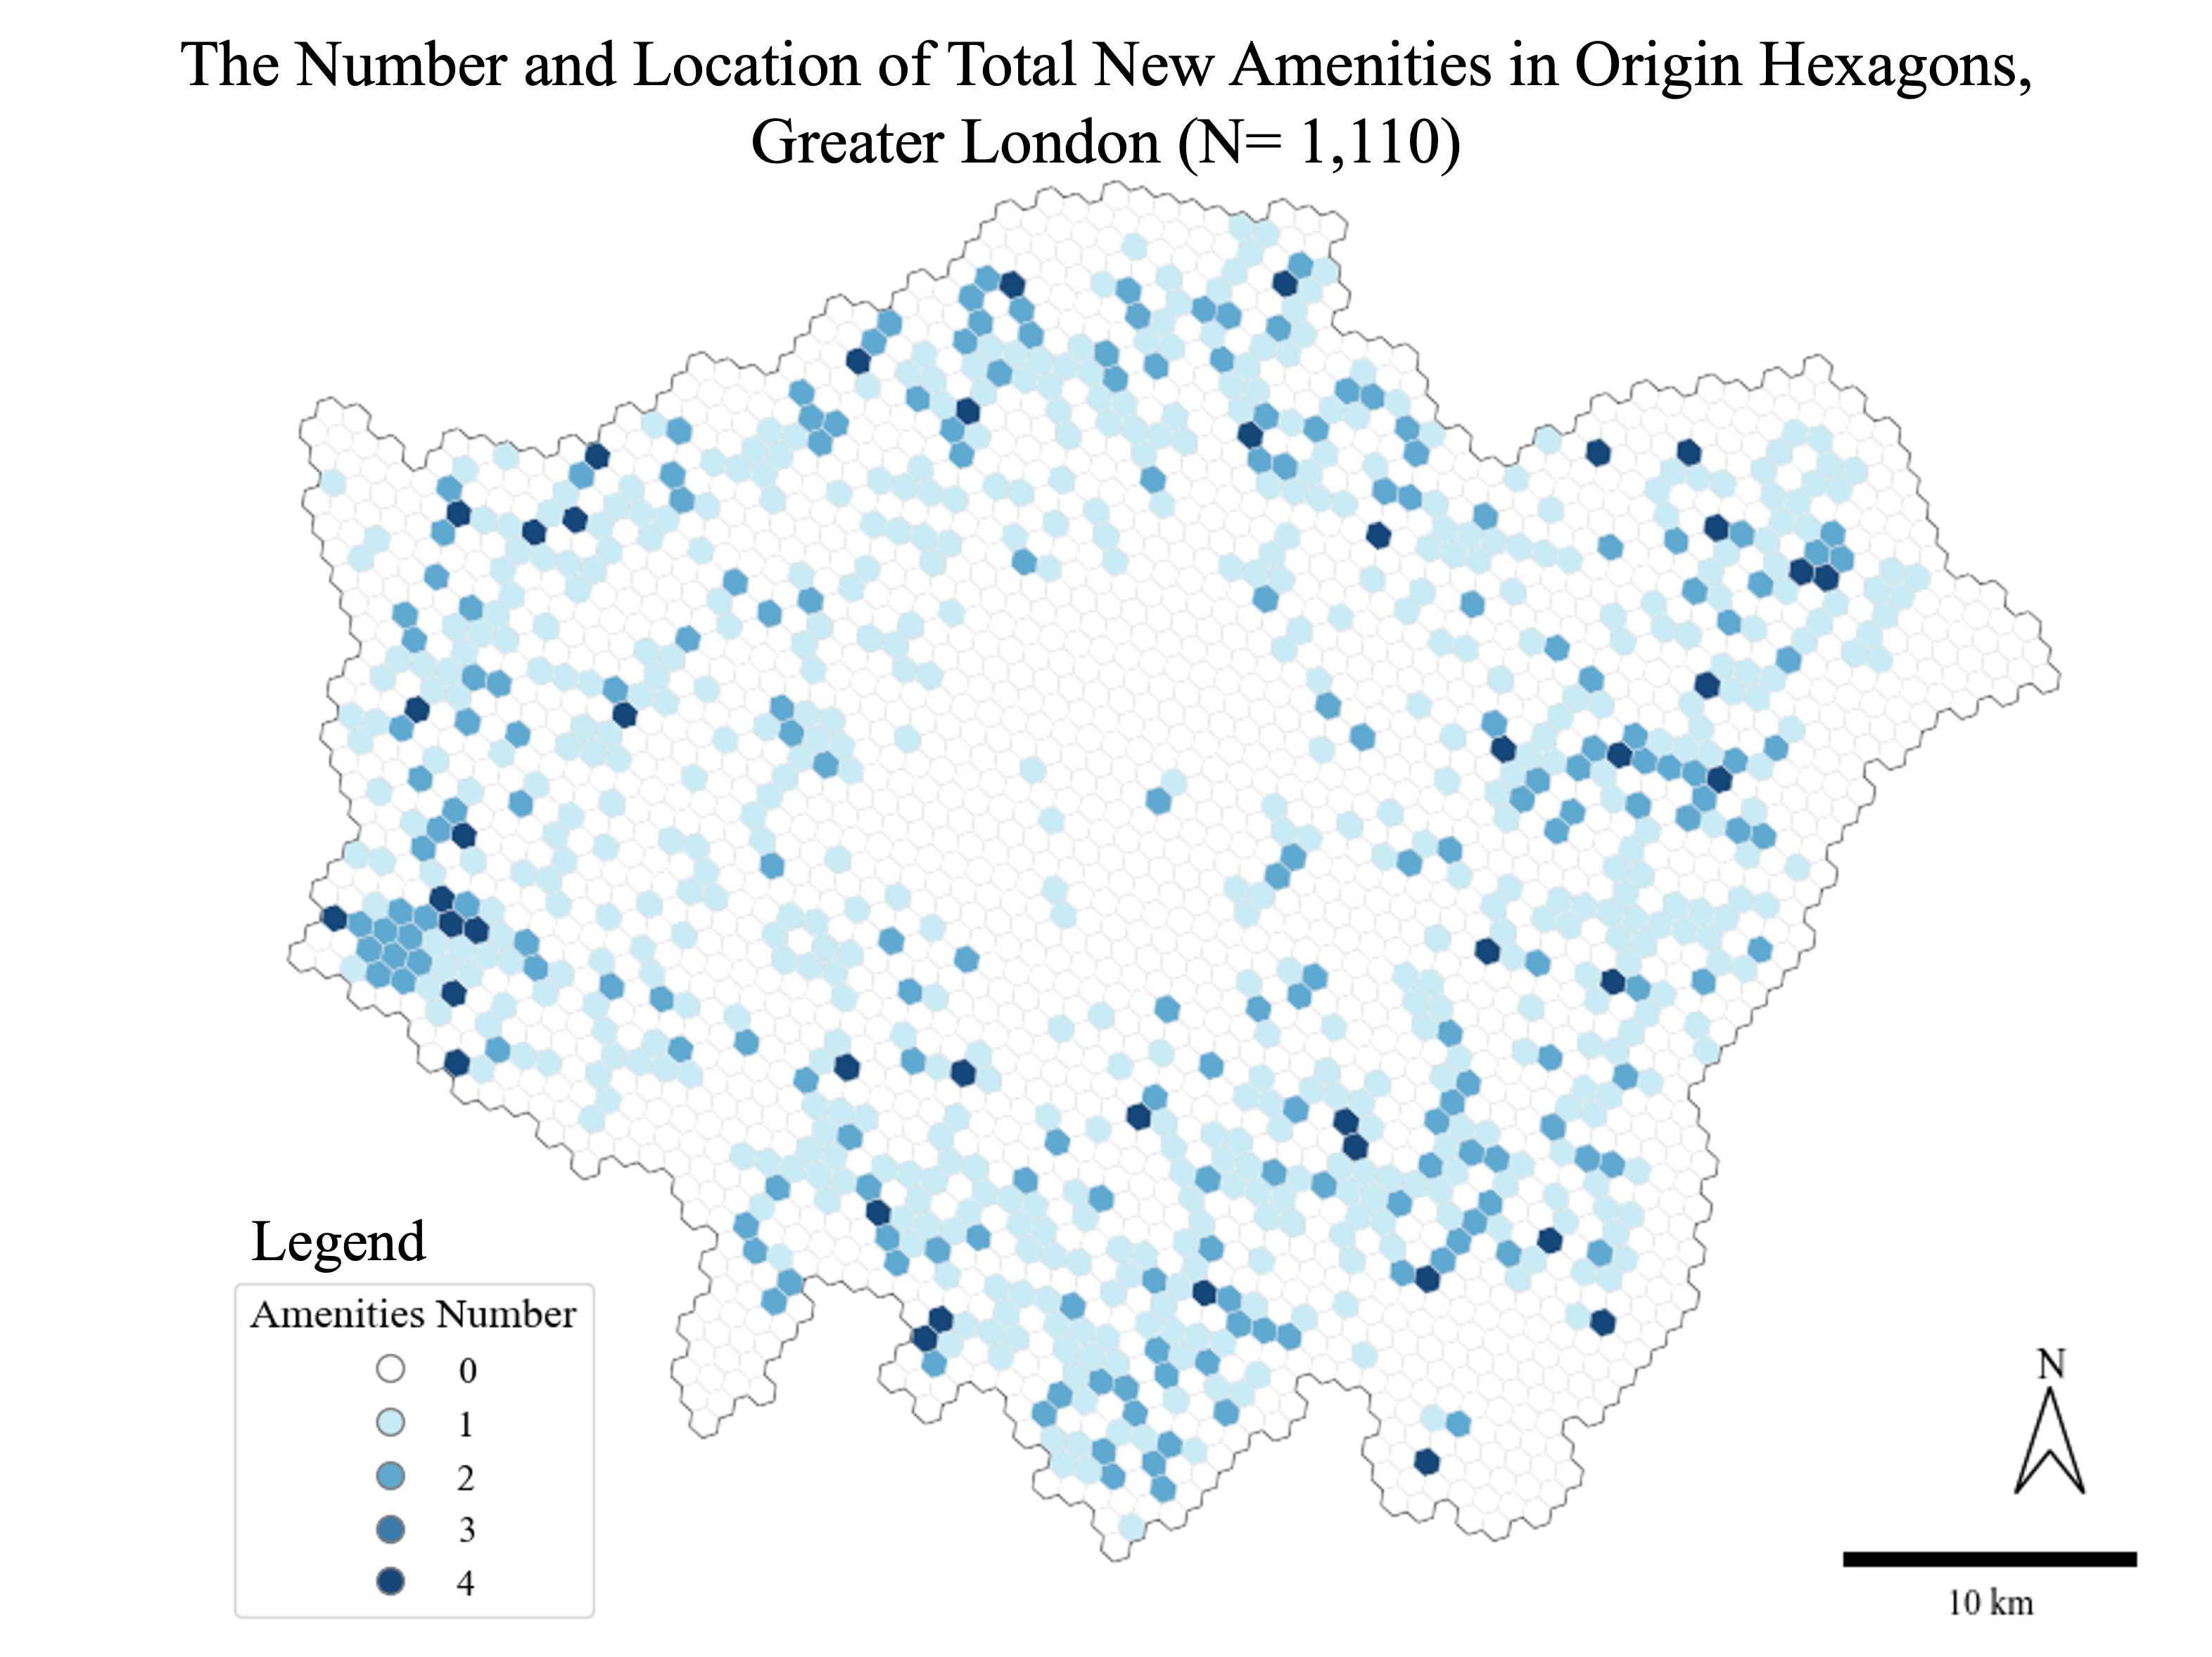 The Number and Location of Total New Amenities in Origin Hexagons,
Greater London (N= 1,110)
Legend
Amenities Number
0
1
2
3
4
N
10 km